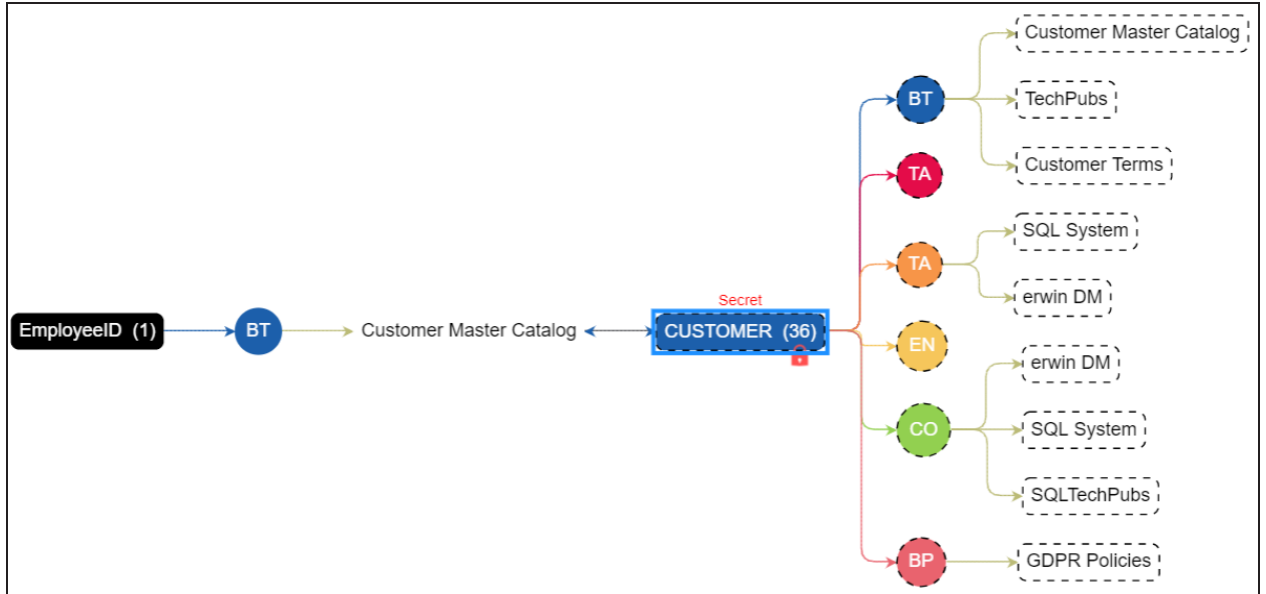 Customer Master Catalog
BT
TechPubs
Customer Terms
TA
TA
SQL System
erwin DM
Secret
EmployeeID (1)
BT
Customer Master Catalog
CUSTOMER (36)
EN
erwin DM
CO
SQL System
SQLTechPubs
BP
GDPR Policies